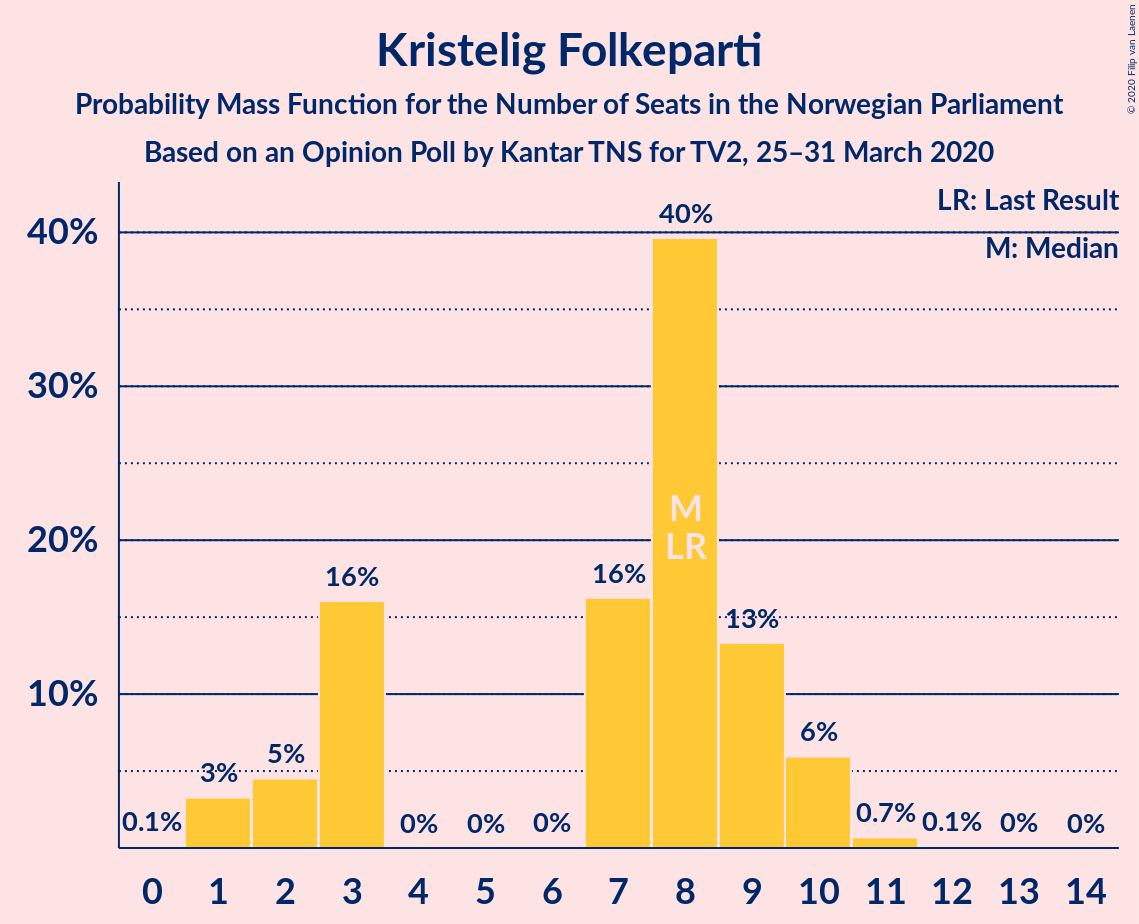 Kristelig Folkeparti
Probability Mass Function for the Number of Seats in the Norwegian Parliament
Based on an Opinion Poll by Kantar TNS for TV2, 25–31 March 2020
© 2020 Filip van Laenen
LR: Last Result
M: Median
40%
30%
20%
10%
0.1%
3%
5%
16%
0%
0%
0%
16%
40%
13%
6%
0.7%
0.1%
0%
0%
M
LR
0 1 2 3 4 5 6 7 8 9 10 11 12 13 14